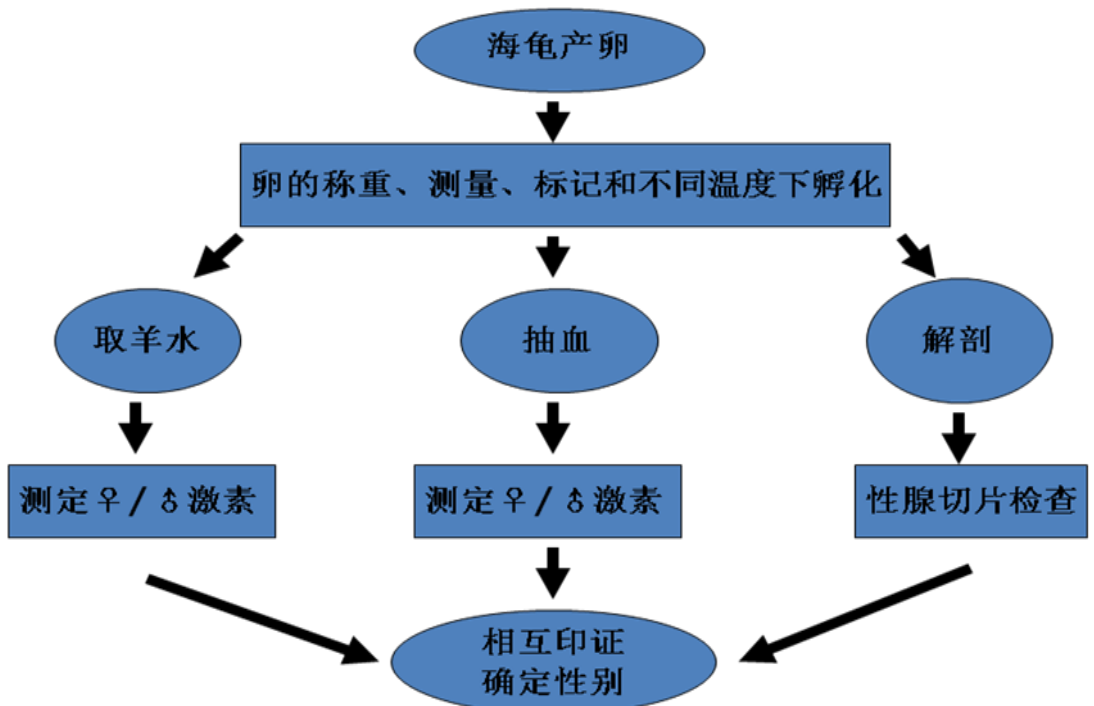 海龟产卵
卵的称重、测量、标记和不同温度下孵化
取羊水
抽血
解剖
测定♀/♂激素
测定♀/♂激素
性腺切片检查
相互印证
确定性别